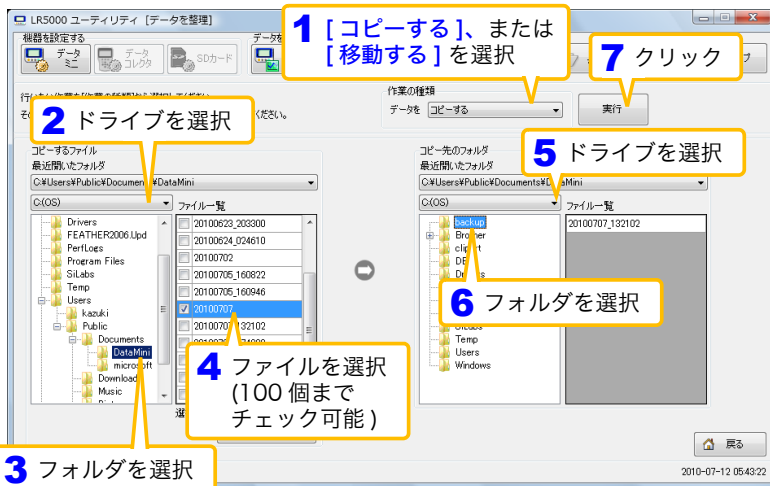 LR5000 ユーティリティ [データを整理]
機器を設定する
データを
データ
ミニ
データ
コレクタ
SDカード
1 [ コピーする ]、または
[ 移動する ] を選択
7 クリック
作業の種類
データを コピーする
実行
ください。
2 ドライブを選択
コピーするファイル
最近開いたフォルダ
C:¥Users¥Public¥Documents¥DataMini
C:(OS)
ファイル一覧
Drivers
FEATHER2006.Upd
PerfLogs
Program Files
SiLabs
Temp
Users
kazuki
Public
Documents
DataMini
microsoft
Download
Music
20100623_203300
20100624_024610
20100702
20100705_160822
20100705_160946
20100707
20100707_132102
4 ファイルを選択
(100 個まで
チェック可能 )
3 フォルダを選択
コピー先のフォルダ
最近開いたフォルダ
5 ドライブを選択
C:¥Users¥Public¥Documents¥DataMini
C:(OS)
ファイル一覧
backup
Brother
clipart
20100707_132102
6 フォルダを選択
SiLabs
Temp
Users
Windows
戻る
2010-07-12 05:43:22